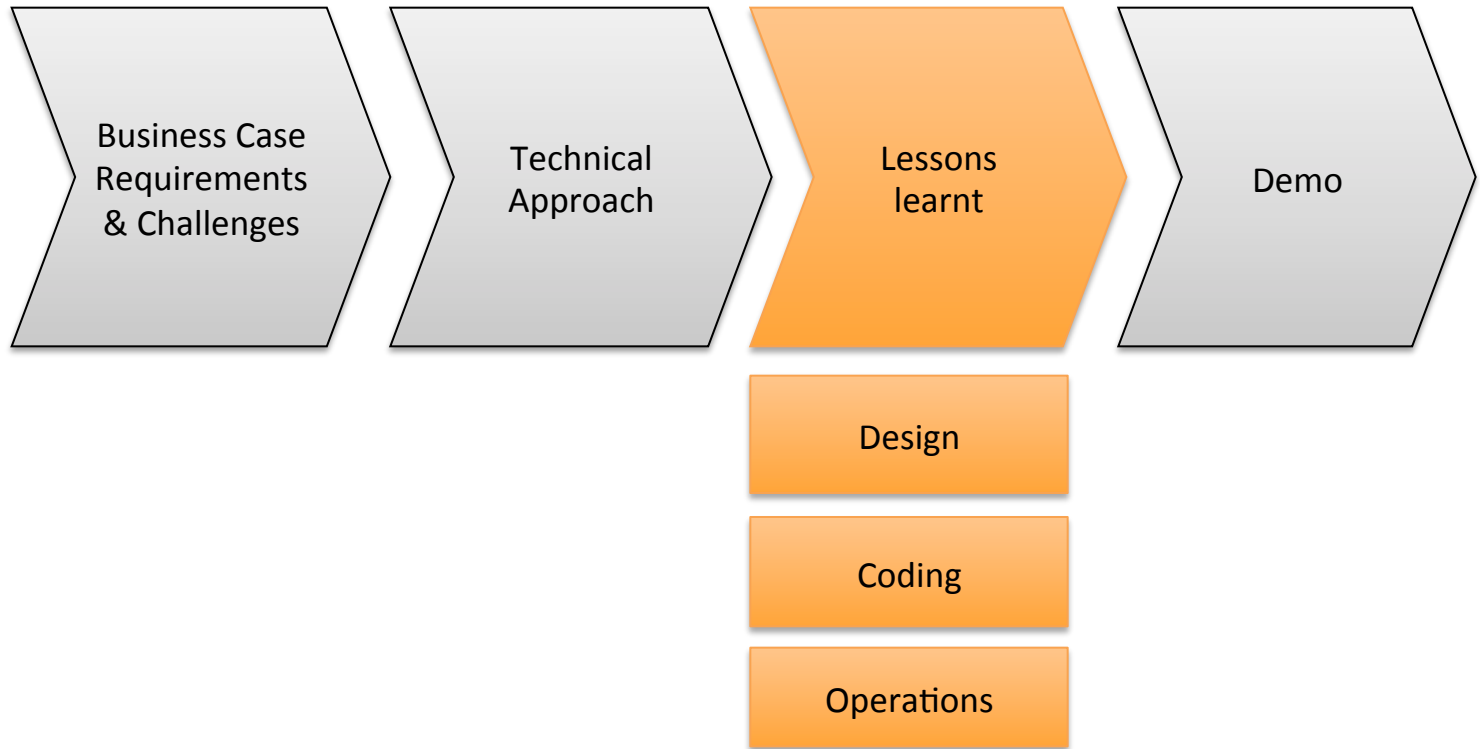 Business Case
Requirements
& Challenges
Technical
Approach
Lessons
learnt
Demo
Design
Coding
Operations